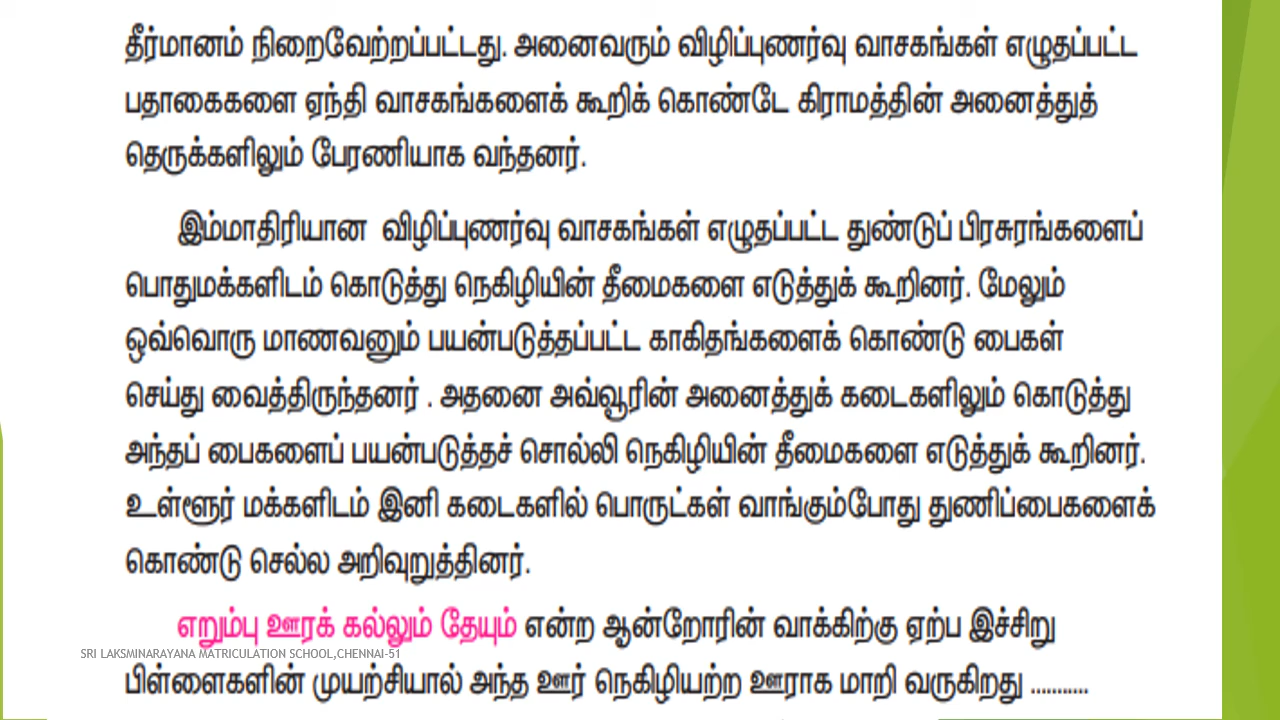 தீர்மானம் நிறைவேற்றப்பட்டது. அனைவரும் விழிப்புணர்வு வாசகங்கள் எழுதப்பட்ட
பதாகைகளை ஏந்தி வாசகங்களைக் கூறிக் கொண்டே கிராமத்தின் அனைத்துத்
தெருக்களிலும் பேரணியாக வந்தனர்.
இம்மாதிரியான விழிப்புணர்வு வாசகங்கள் எழுதப்பட்ட துண்டுப் பிரசுரங்களைப்
பொதுமக்களிடம் கொடுத்து நெகிழியின் தீமைகளை எடுத்துக் கூறினர். மேலும்
ஒவ்வொரு மாணவனும் பயன்படுத்தப்பட்ட காகிதங்களைக் கொண்டு பைகள்
செய்து வைத்திருந்தனர் . அதனை அவ்வூரின் அனைத்துக் கடைகளிலும் கொடுத்து
அந்தப் பைகளைப் பயன்படுத்தச் சொல்லி நெகிழியின் தீமைகளை எடுத்துக் கூறினர்.
உள்ளூர் மக்களிடம் இனி கடைகளில் பொருட்கள் வாங்கும்போது துணிப்பைகளைக்
கொண்டு செல்ல அறிவுறுத்தினர்.
எறும்பு ஊரக் கல்லும் தேயும் என்ற ஆன்றோரின் வாக்கிற்கு ஏற்ப இச்சிறு
SRI LAKSMINARAYANA MATRICULATION SCHOOL,CHENNAI-51
பிள்ளைகளின் முயற்சியால் அந்த ஊர் நெகிழியற்ற ஊராக மாறி வருகிறது ...........